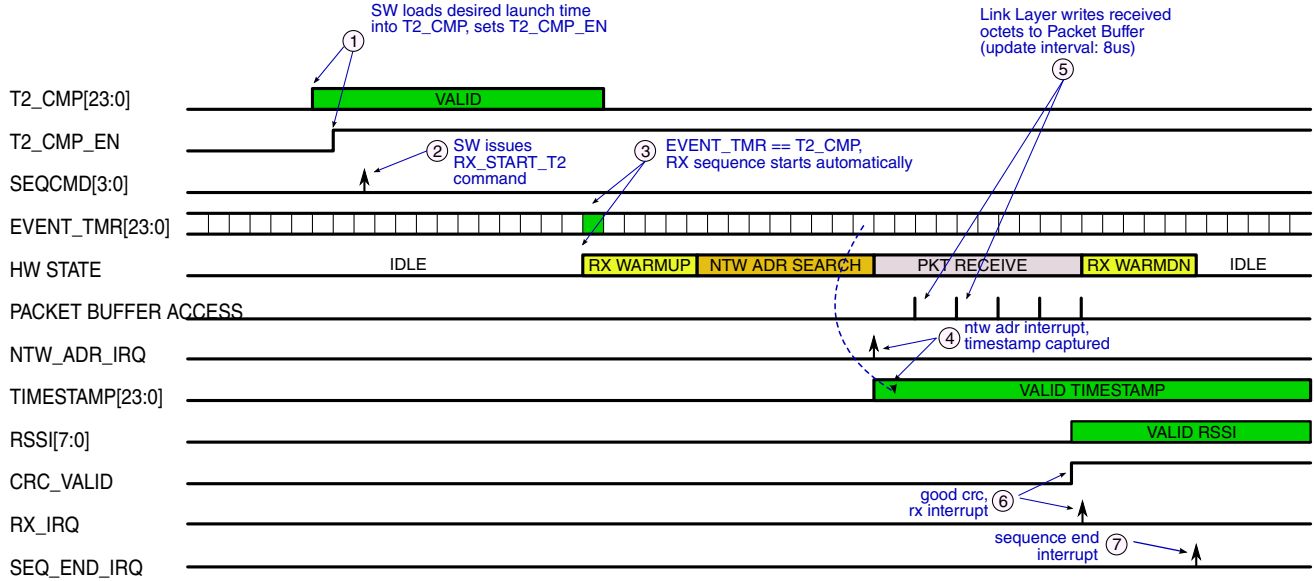 SW loads desired launch time
into T2_CMP, sets T2_CMP_EN
1
Link Layer writes received
octets to Packet Buffer
(update interval: 8us)
5
T2_CMP[23:0]
VALID
T2_CMP_EN
2 SW issues
RX_START_T2
command
3 EVENT_TMR == T2_CMP,
RX sequence starts automatically
SEQCMD[3:0]
EVENT_TMR[23:0]
HW STATE
IDLE
RX WARMUP
NTW ADR SEARCH
PKT RECEIVE
RX WARMDN
IDLE
PACKET BUFFER ACCESS
4 ntw adr interrupt,
timestamp captured
NTW_ADR_IRQ
TIMESTAMP[23:0]
VALID TIMESTAMP
RSSI[7:0]
VALID RSSI
CRC_VALID
good crc,
rx interrupt
6
RX_IRQ
sequence end
interrupt
7
SEQ_END_IRQ